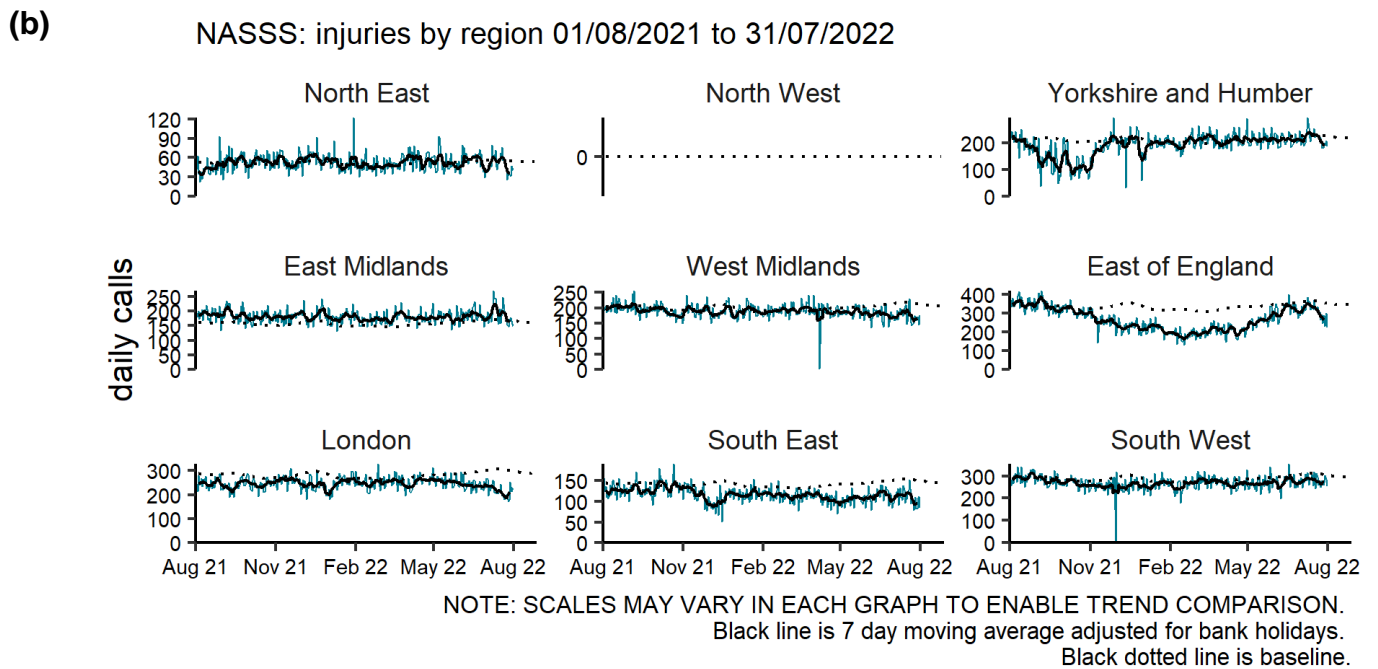 (b)
NASSS: injuries by region 01/08/2021 to 31/07/2022
daily calls
North East
120
90
60
30
0
North West
0
Yorkshire and Humber
200
100
0
East Midlands
250
200
150
100
50
0
West Midlands
250
200
150
100
50
0
East of England
400
300
200
100
0
London
300
200
100
0
Aug 21 Nov 21 Feb 22 May 22 Aug 22
South East
150
100
50
0
Aug 21 Nov 21 Feb 22 May 22 Aug 22
South West
300
200
100
0
Aug 21 Nov 21 Feb 22 May 22 Aug 22
NOTE: SCALES MAY VARY IN EACH GRAPH TO ENABLE TREND COMPARISON.
Black line is 7 day moving average adjusted for bank holidays.
Black dotted line is baseline.